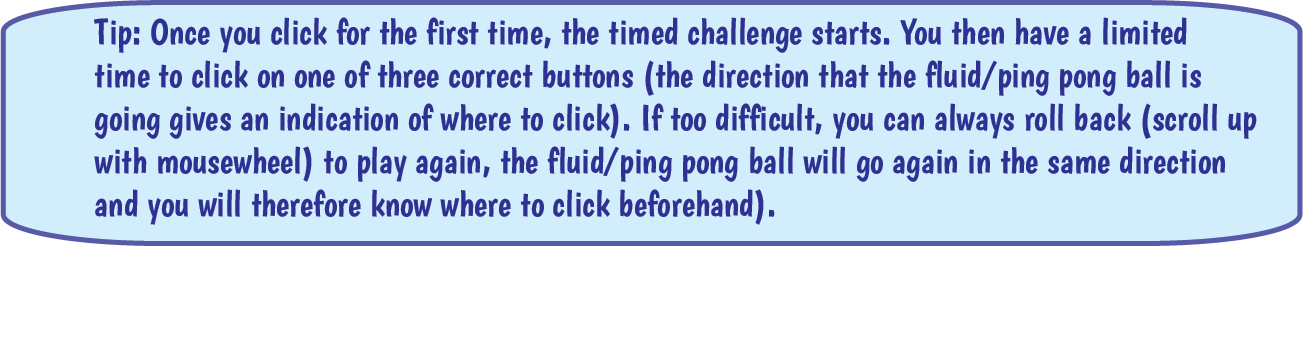 Tip: Once you click for the first time, the timed challenge starts. You then have a limited
time to click on one of three correct buttons (the direction that the fluid/ping pong ball is
going gives an indication of where to click). If too difficult, you can always roll back (scroll up
with mousewheel) to play again, the fluid/ping pong ball will go again in the same direction
and you will therefore know where to click beforehand).